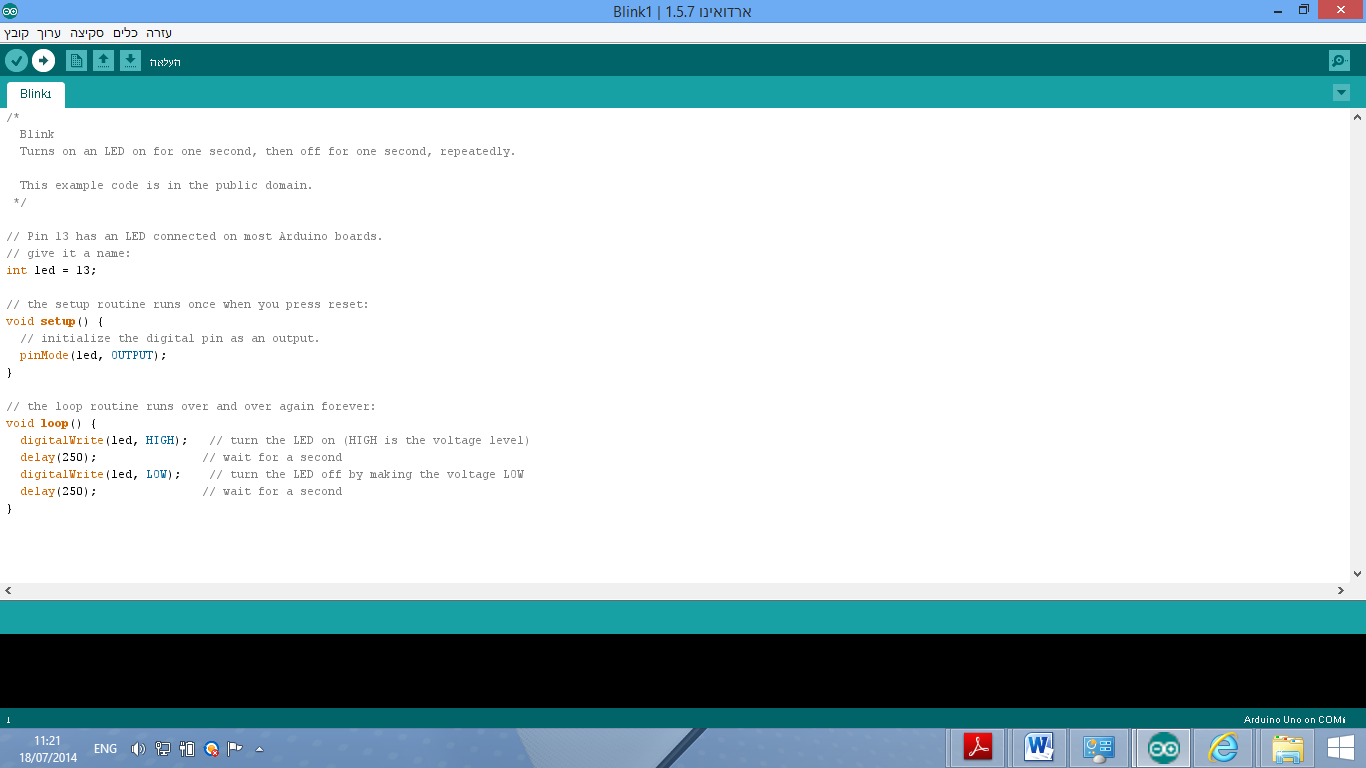 Blink1 | 1.5.7 ארדואינו
קובץ ערוך סקיצה כלים עזרה
העלאה
Blink1
/*
  Blink
  Turns on an LED on for one second, then off for one second, repeatedly.
  This example code is in the public domain.
 */
// Pin 13 has an LED connected on most Arduino boards.
// give it a name:
int led = 13;
// the setup routine runs once when you press reset:
void setup() {
  // initialize the digital pin as an output.
  pinMode(led, OUTPUT);
}
// the loop routine runs over and over again forever:
void loop() {
  digitalWrite(led, HIGH);   // turn the LED on (HIGH is the voltage level)
  delay(250);               // wait for a second
  digitalWrite(led, LOW);    // turn the LED off by making the voltage LOW
  delay(250);               // wait for a second
}
1
Arduino Uno on COM6
11:21
18/07/2014
ENG